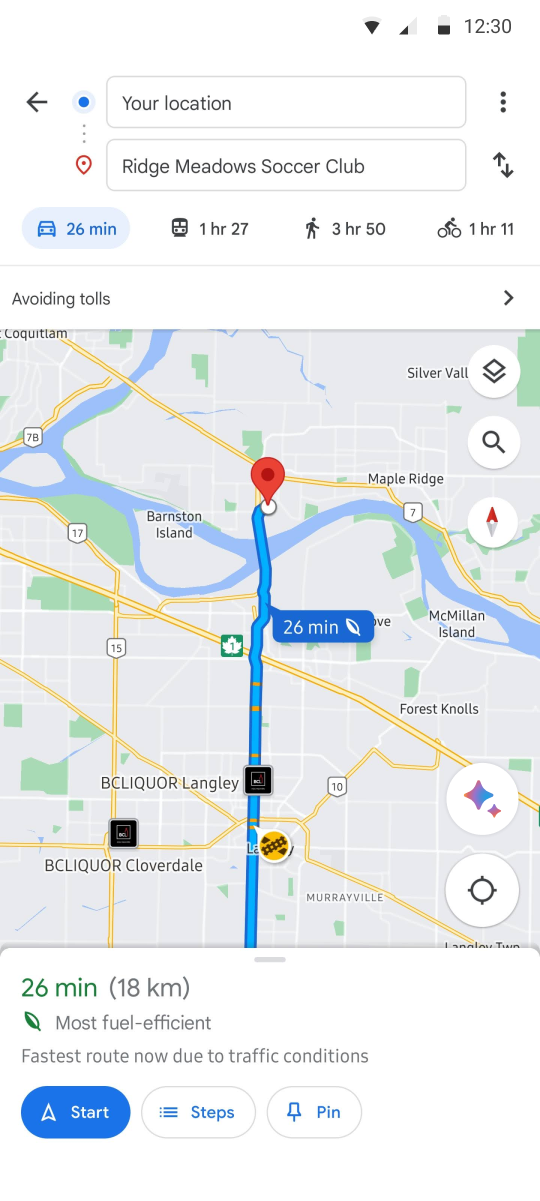 12:30
Your location
Ridge Meadows Soccer Club
26 min
1 hr 27
3 hr 50
1 hr 11
Avoiding tolls
Coquitlam
Silver Vall
7B
Maple Ridge
7
Barnston
Island
17
26 min
ove
McMillan
Island
1
15
Forest Knolls
BCLIQUOR Langley
10
BCLIQUOR Cloverdale
MURRAYVILLE
Langley Twp
26 min (18 km)
Most fuel-efficient
Fastest route now due to traffic conditions
Start
Steps
Pin